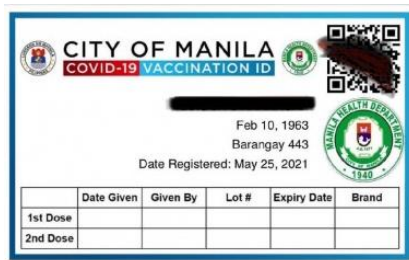 CITY OF MANILA
COVID-19 VACCINATION ID
Feb 10, 1963
Barangay 443
Date Registered: May 25, 2021
MANILA HEALTH DEPARTMENT
1940
Date Given Given By Lot # Expiry Date Brand
1st Dose
2nd Dose